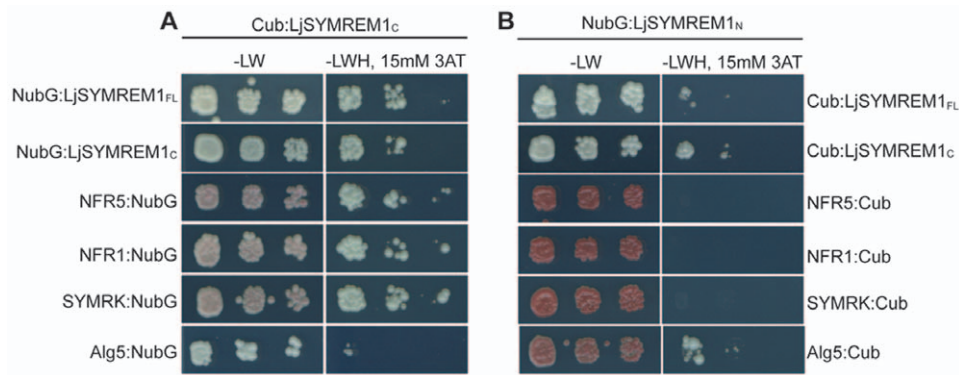 A
Cub:LjSYMREM1C
-LW
-LWH, 15mM 3AT
NubG:LjSYMREM1FL
NubG:LjSYMREM1C
NFR5:NubG
NFR1:NubG
SYMRK:NubG
Alg5:NubG
B
NubG:LjSYMREM1N
-LW
-LWH, 15mM 3AT
Cub:LjSYMREM1FL
Cub:LjSYMREM1C
NFR5:Cub
NFR1:Cub
SYMRK:Cub
Alg5:Cub